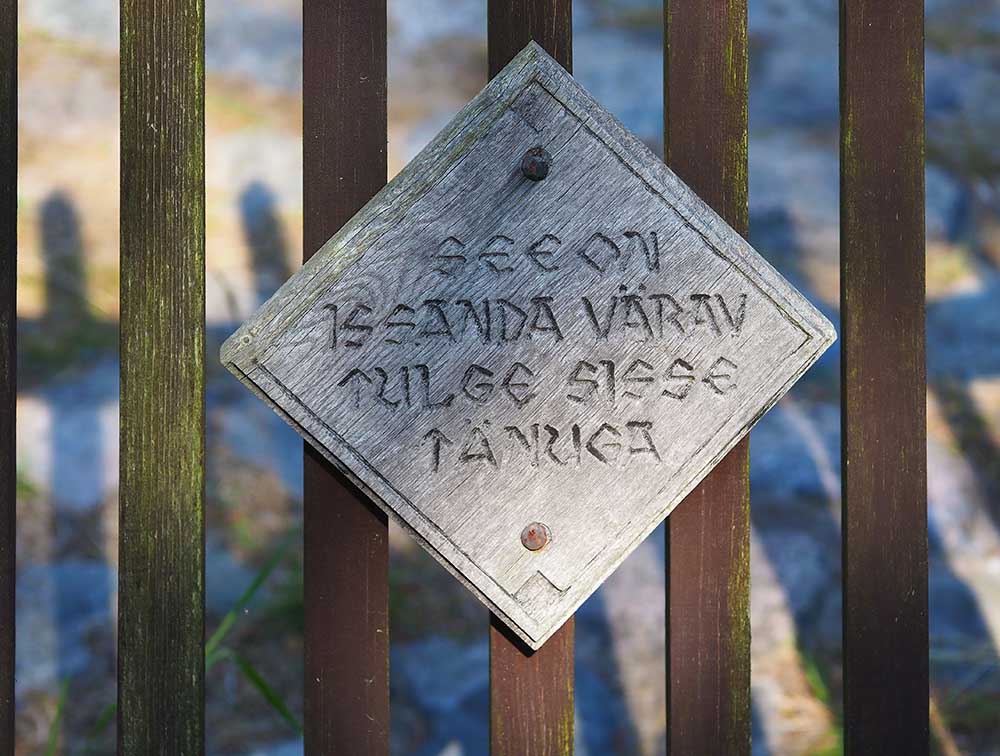 SEE ON
ISSANDA VÄRAV
TULGE SISSE
TÄNUGA